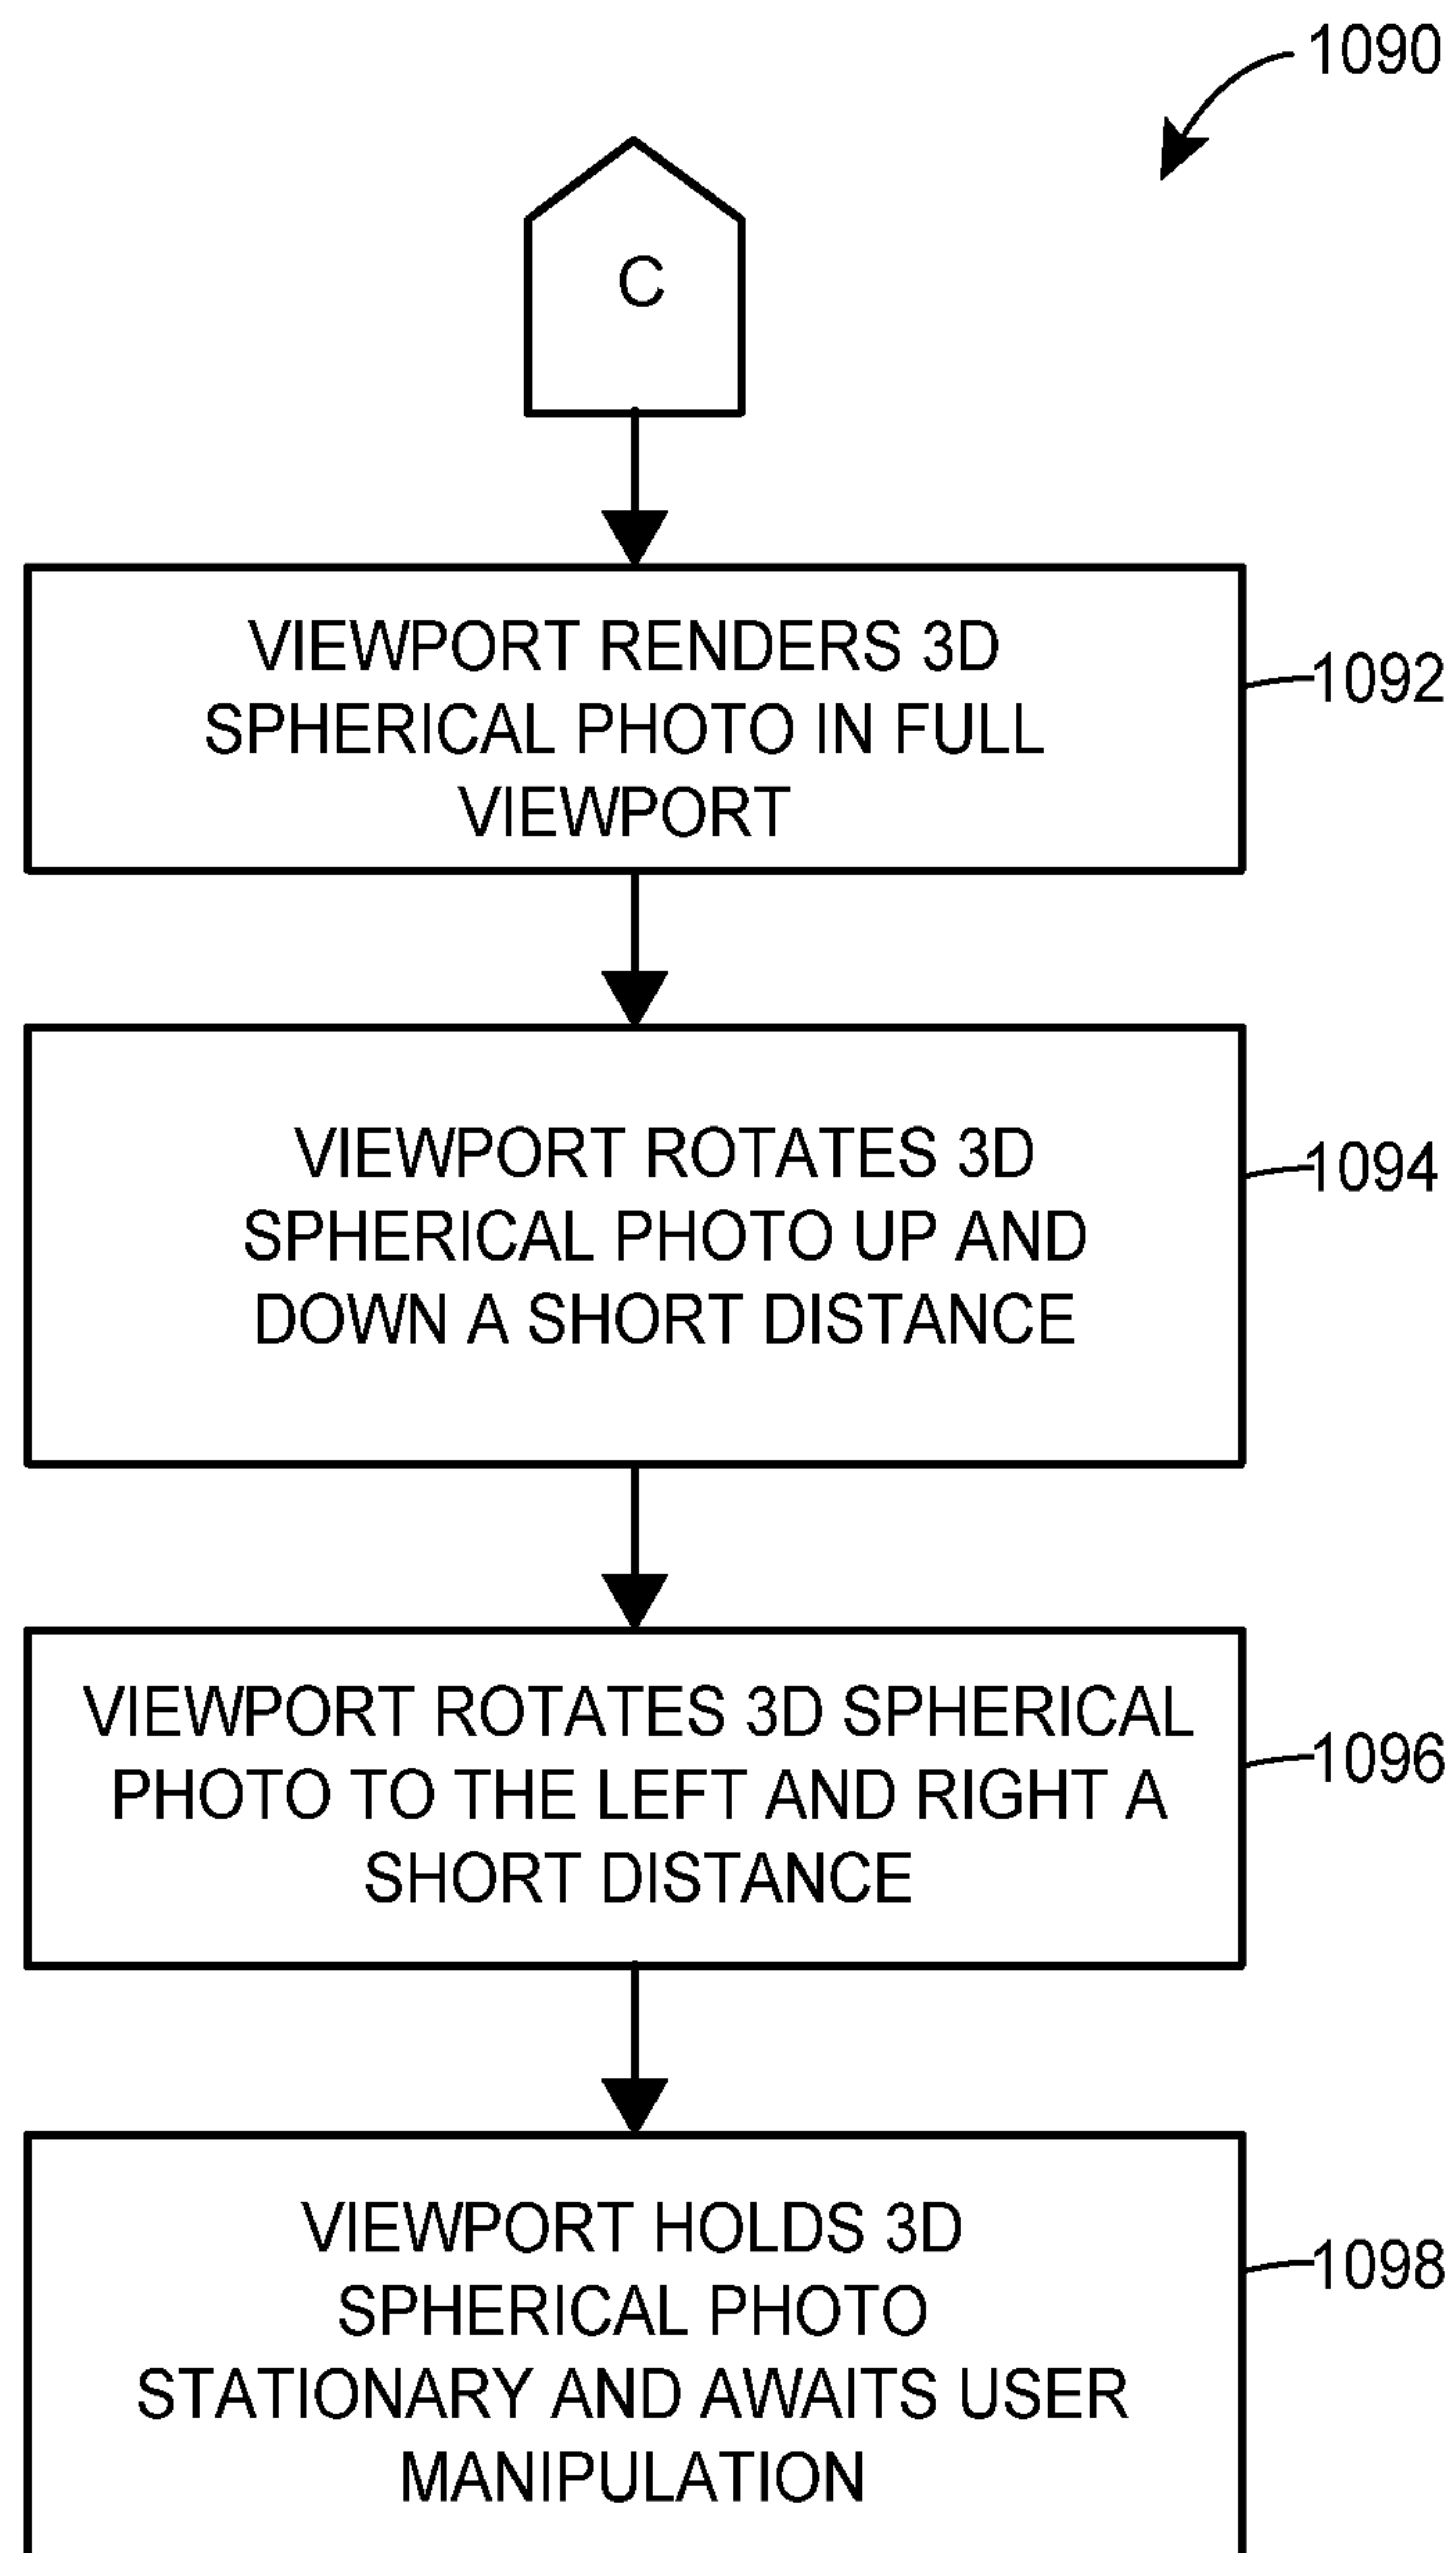 1090
C
VIEWPORT RENDERS 3D
SPHERICAL PHOTO IN FULL
VIEWPORT
1092
VIEWPORT ROTATES 3D
SPHERICAL PHOTO UP AND
DOWN A SHORT DISTANCE
1094
VIEWPORT ROTATES 3D SPHERICAL
PHOTO TO THE LEFT AND RIGHT A
SHORT DISTANCE
1096
VIEWPORT HOLDS 3D
SPHERICAL PHOTO
STATIONARY AND AWAITS USER
MANIPULATION
1098